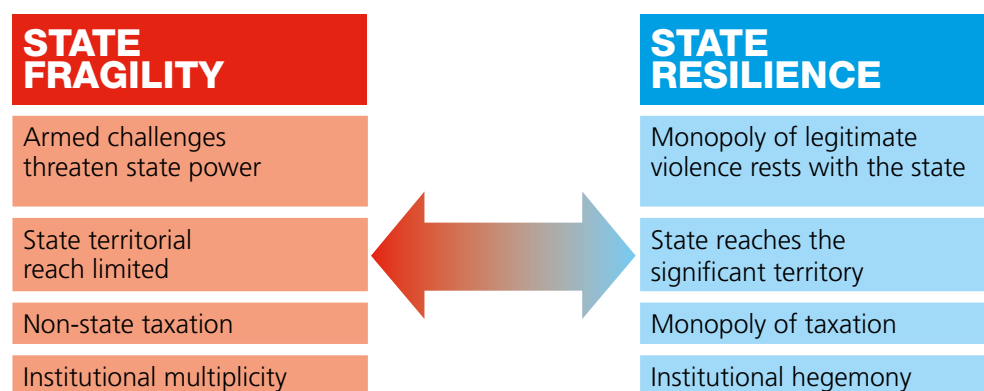 STATE
FRAGILITY
Armed challenges
threaten state power
State territorial
reach limited
Non-state taxation
Institutional multiplicity
STATE
RESILIENCE
Monopoly of legitimate
violence rests with the state
State reaches the
significant territory
Monopoly of taxation
Institutional hegemony